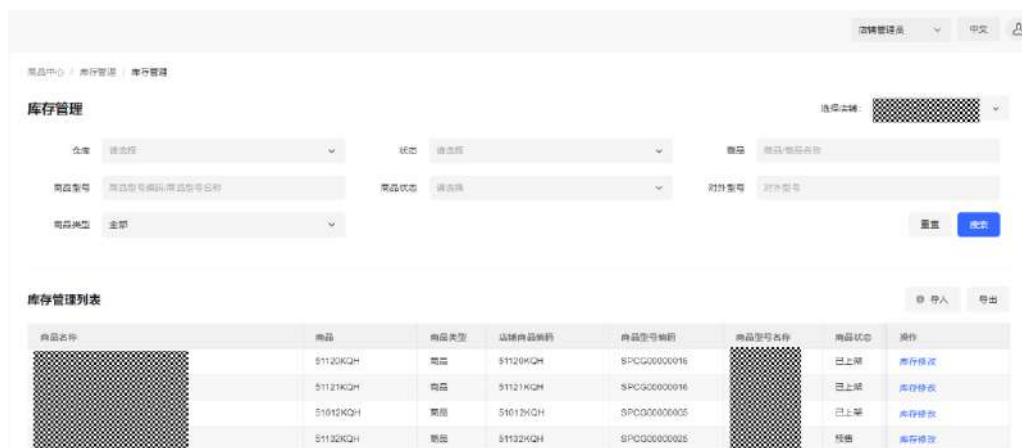 店铺管理员 中文
商品中心 / 库存管理 / 库存管理
库存管理 选择店铺:
仓库 请选择 状态 请选择 商品 商品/商品名称
商品型号 商品型号编码/商品型号名称 商品状态 请选择 对外型号 对外型号
商品类型 全部 重置 搜索
库存管理列表 导入 导出
商品名称 商品 商品类型 店铺商品编码 商品型号编码 商品型号名称 商品状态 操作
51120KQH 商品 51120KQH SPCG00000016 已上架 库存修改
51121KQH 商品 51121KQH SPCG00000016 已上架 库存修改
51012KQH 商品 51012KQH SPCG00000005 已上架 库存修改
51132KQH 商品 51132KQH SPCG00000025 预售 库存修改